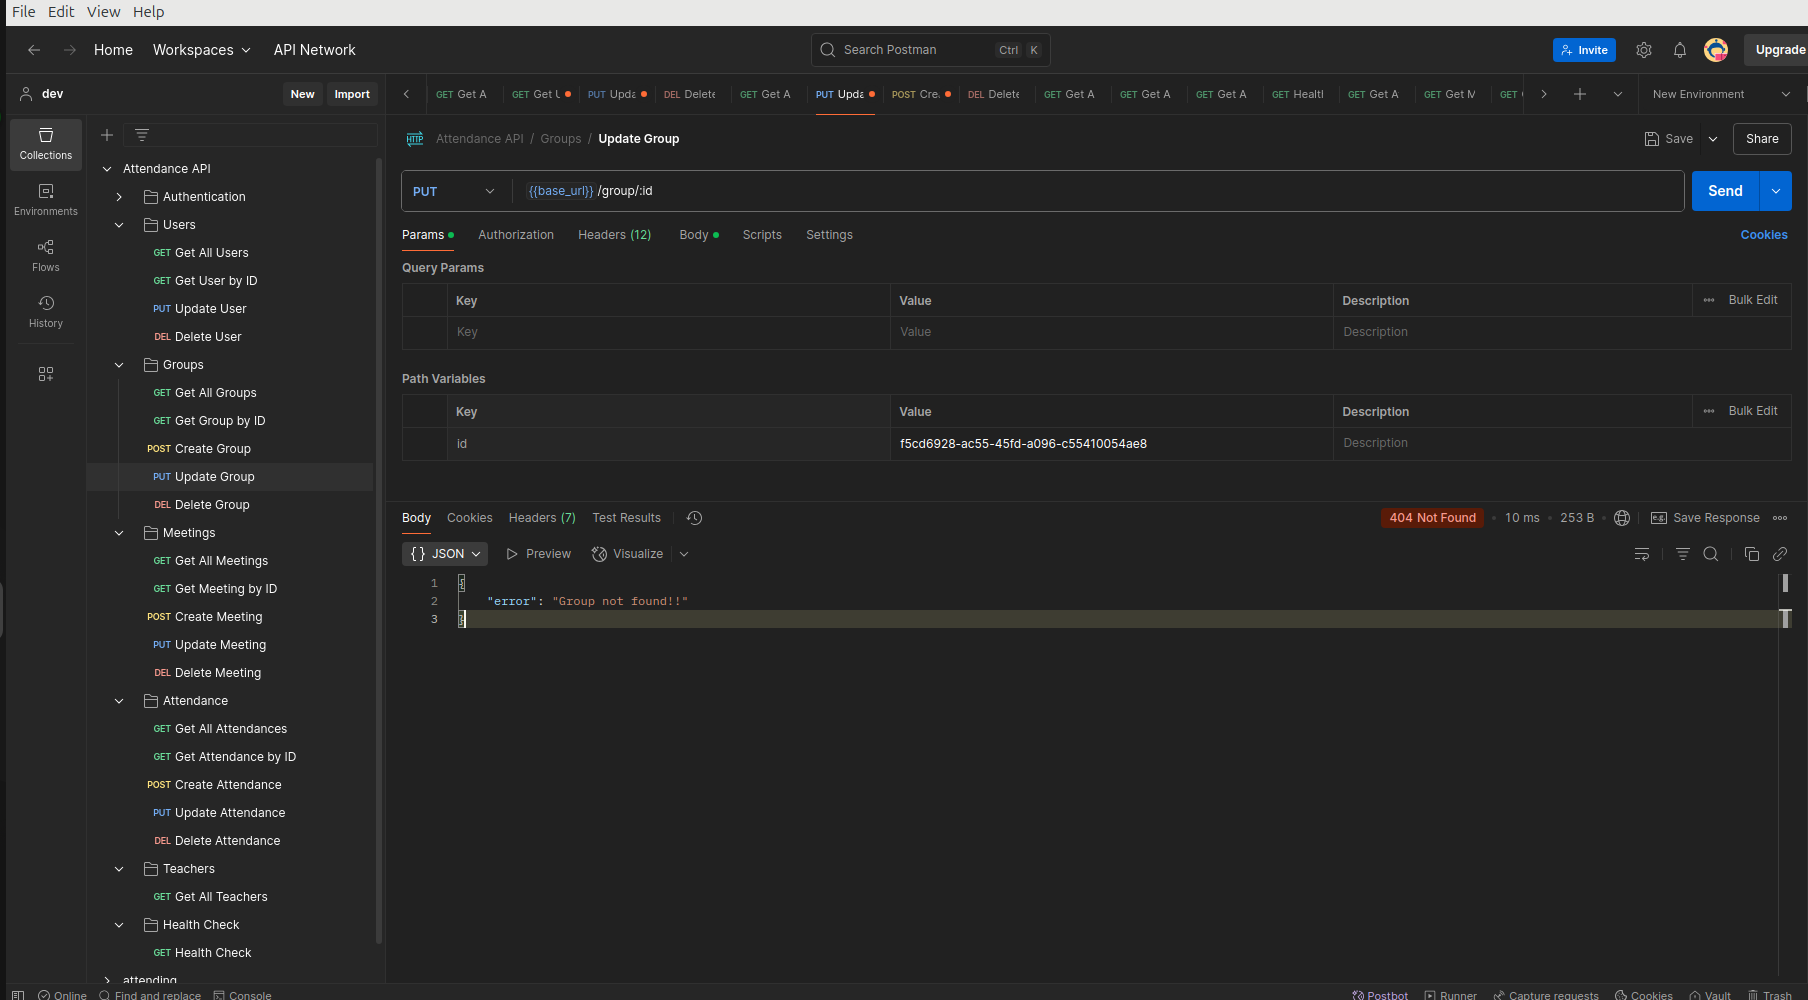 File Edit View Help
Home Workspaces API Network Search Postman Ctrl K Invite Upgrade
dev New Import
GET Get A GET Get U PUT Upda DEL Delete GET Get A PUT Upda POST Cre DEL Delete GET Get A GET Get A GET Get A GET Healtl GET Get A GET Get M GET New Environment
Collections
Environments
Flows
History
Attendance API
Authentication
Users
GET Get All Users
GET Get User by ID
PUT Update User
DEL Delete User
Groups
GET Get All Groups
GET Get Group by ID
POST Create Group
PUT Update Group
DEL Delete Group
Meetings
GET Get All Meetings
GET Get Meeting by ID
POST Create Meeting
PUT Update Meeting
DEL Delete Meeting
Attendance
GET Get All Attendances
GET Get Attendance by ID
POST Create Attendance
PUT Update Attendance
DEL Delete Attendance
Teachers
GET Get All Teachers
Health Check
GET Health Check
attending
HTTP Attendance API / Groups / Update Group Save Share
PUT {{base_url}} /group/:id Send
Params Authorization Headers (12) Body Scripts Settings Cookies
Query Params
Key Value Description Bulk Edit
Key Value Description
Path Variables
Key Value Description Bulk Edit
id f5cd6928-ac55-45fd-a096-c55410054ae8 Description
Body Cookies Headers (7) Test Results 404 Not Found 10 ms 253 B e.g. Save Response
{} JSON Preview Visualize
1 {
2 "error": "Group not found!!"
3 }
Online Find and replace Console Postbot Runner Capture requests Cookies Vault Trash